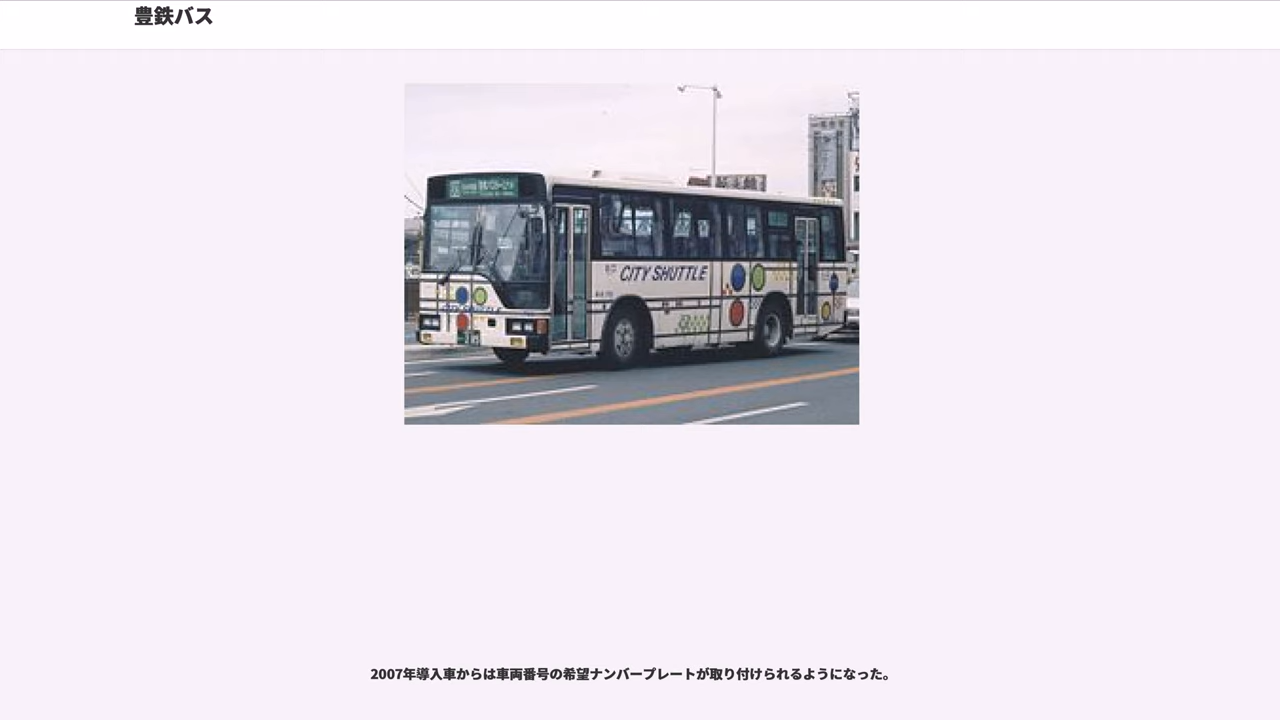 豊鉄バス
CITY SHUTTLE
2007年導入車からは車両番号の希望ナンバープレートが取り付けられるようになった。